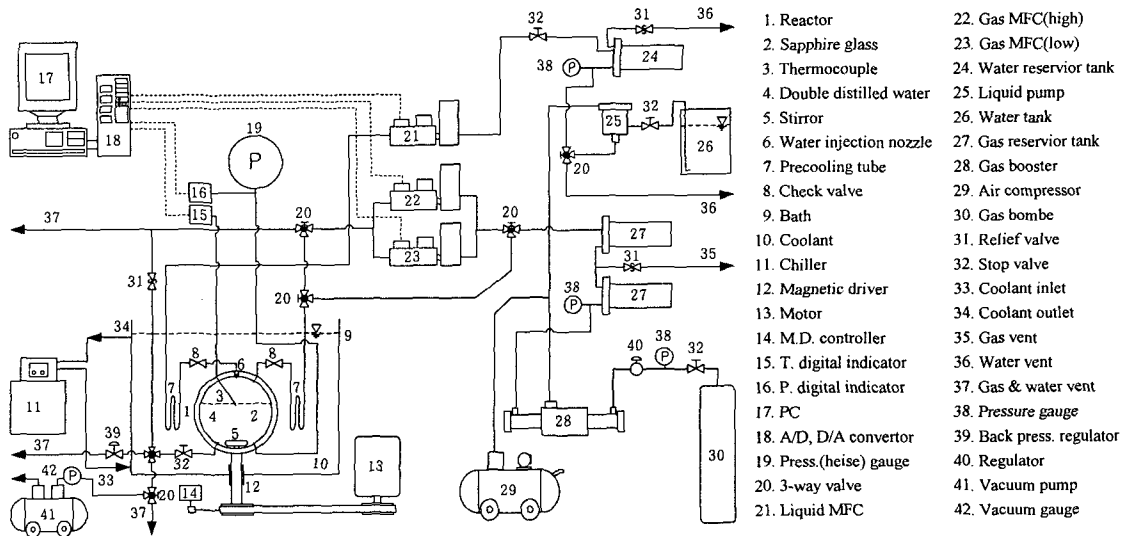 1. Reactor
2. Sapphire glass
3. Thermocouple
4. Double distilled water
5. Stirror
6. Water injection nozzle
7. Precooling tube
8. Check valve
9. Bath
10. Coolant
11. Chiller
12. Magnetic driver
13. Motor
14. M.D. controller
15. T. digital indicator
16. P. digital indicator
17. PC
18. A/D, D/A convertor
19. Press.(heise) gauge
20. 3-way valve
21. Liquid MFC
22. Gas MFC(high)
23. Gas MFC(low)
24. Water reservior tank
25. Liquid pump
26. Water tank
27. Gas reservior tank
28. Gas booster
29. Air compressor
30. Gas bombe
31. Relief valve
32. Stop valve
33. Coolant inlet
34. Coolant outlet
35. Gas vent
36. Water vent
37. Gas & water vent
38. Pressure gauge
39. Back press. regulator
40. Regulator
41. Vacuum pump
42. Vacuum gauge
32
31
36
17
18
19
P
38
P
24
21
25
32
26
20
36
16
15
22
23
37
20
20
27
31
35
31
20
38
P
27
34
9
8
8
6
7
1
3
2
4
7
5
11
39
32
10
13
37
42
P
33
20
14
12
41
37
40
38
P
32
28
29
30